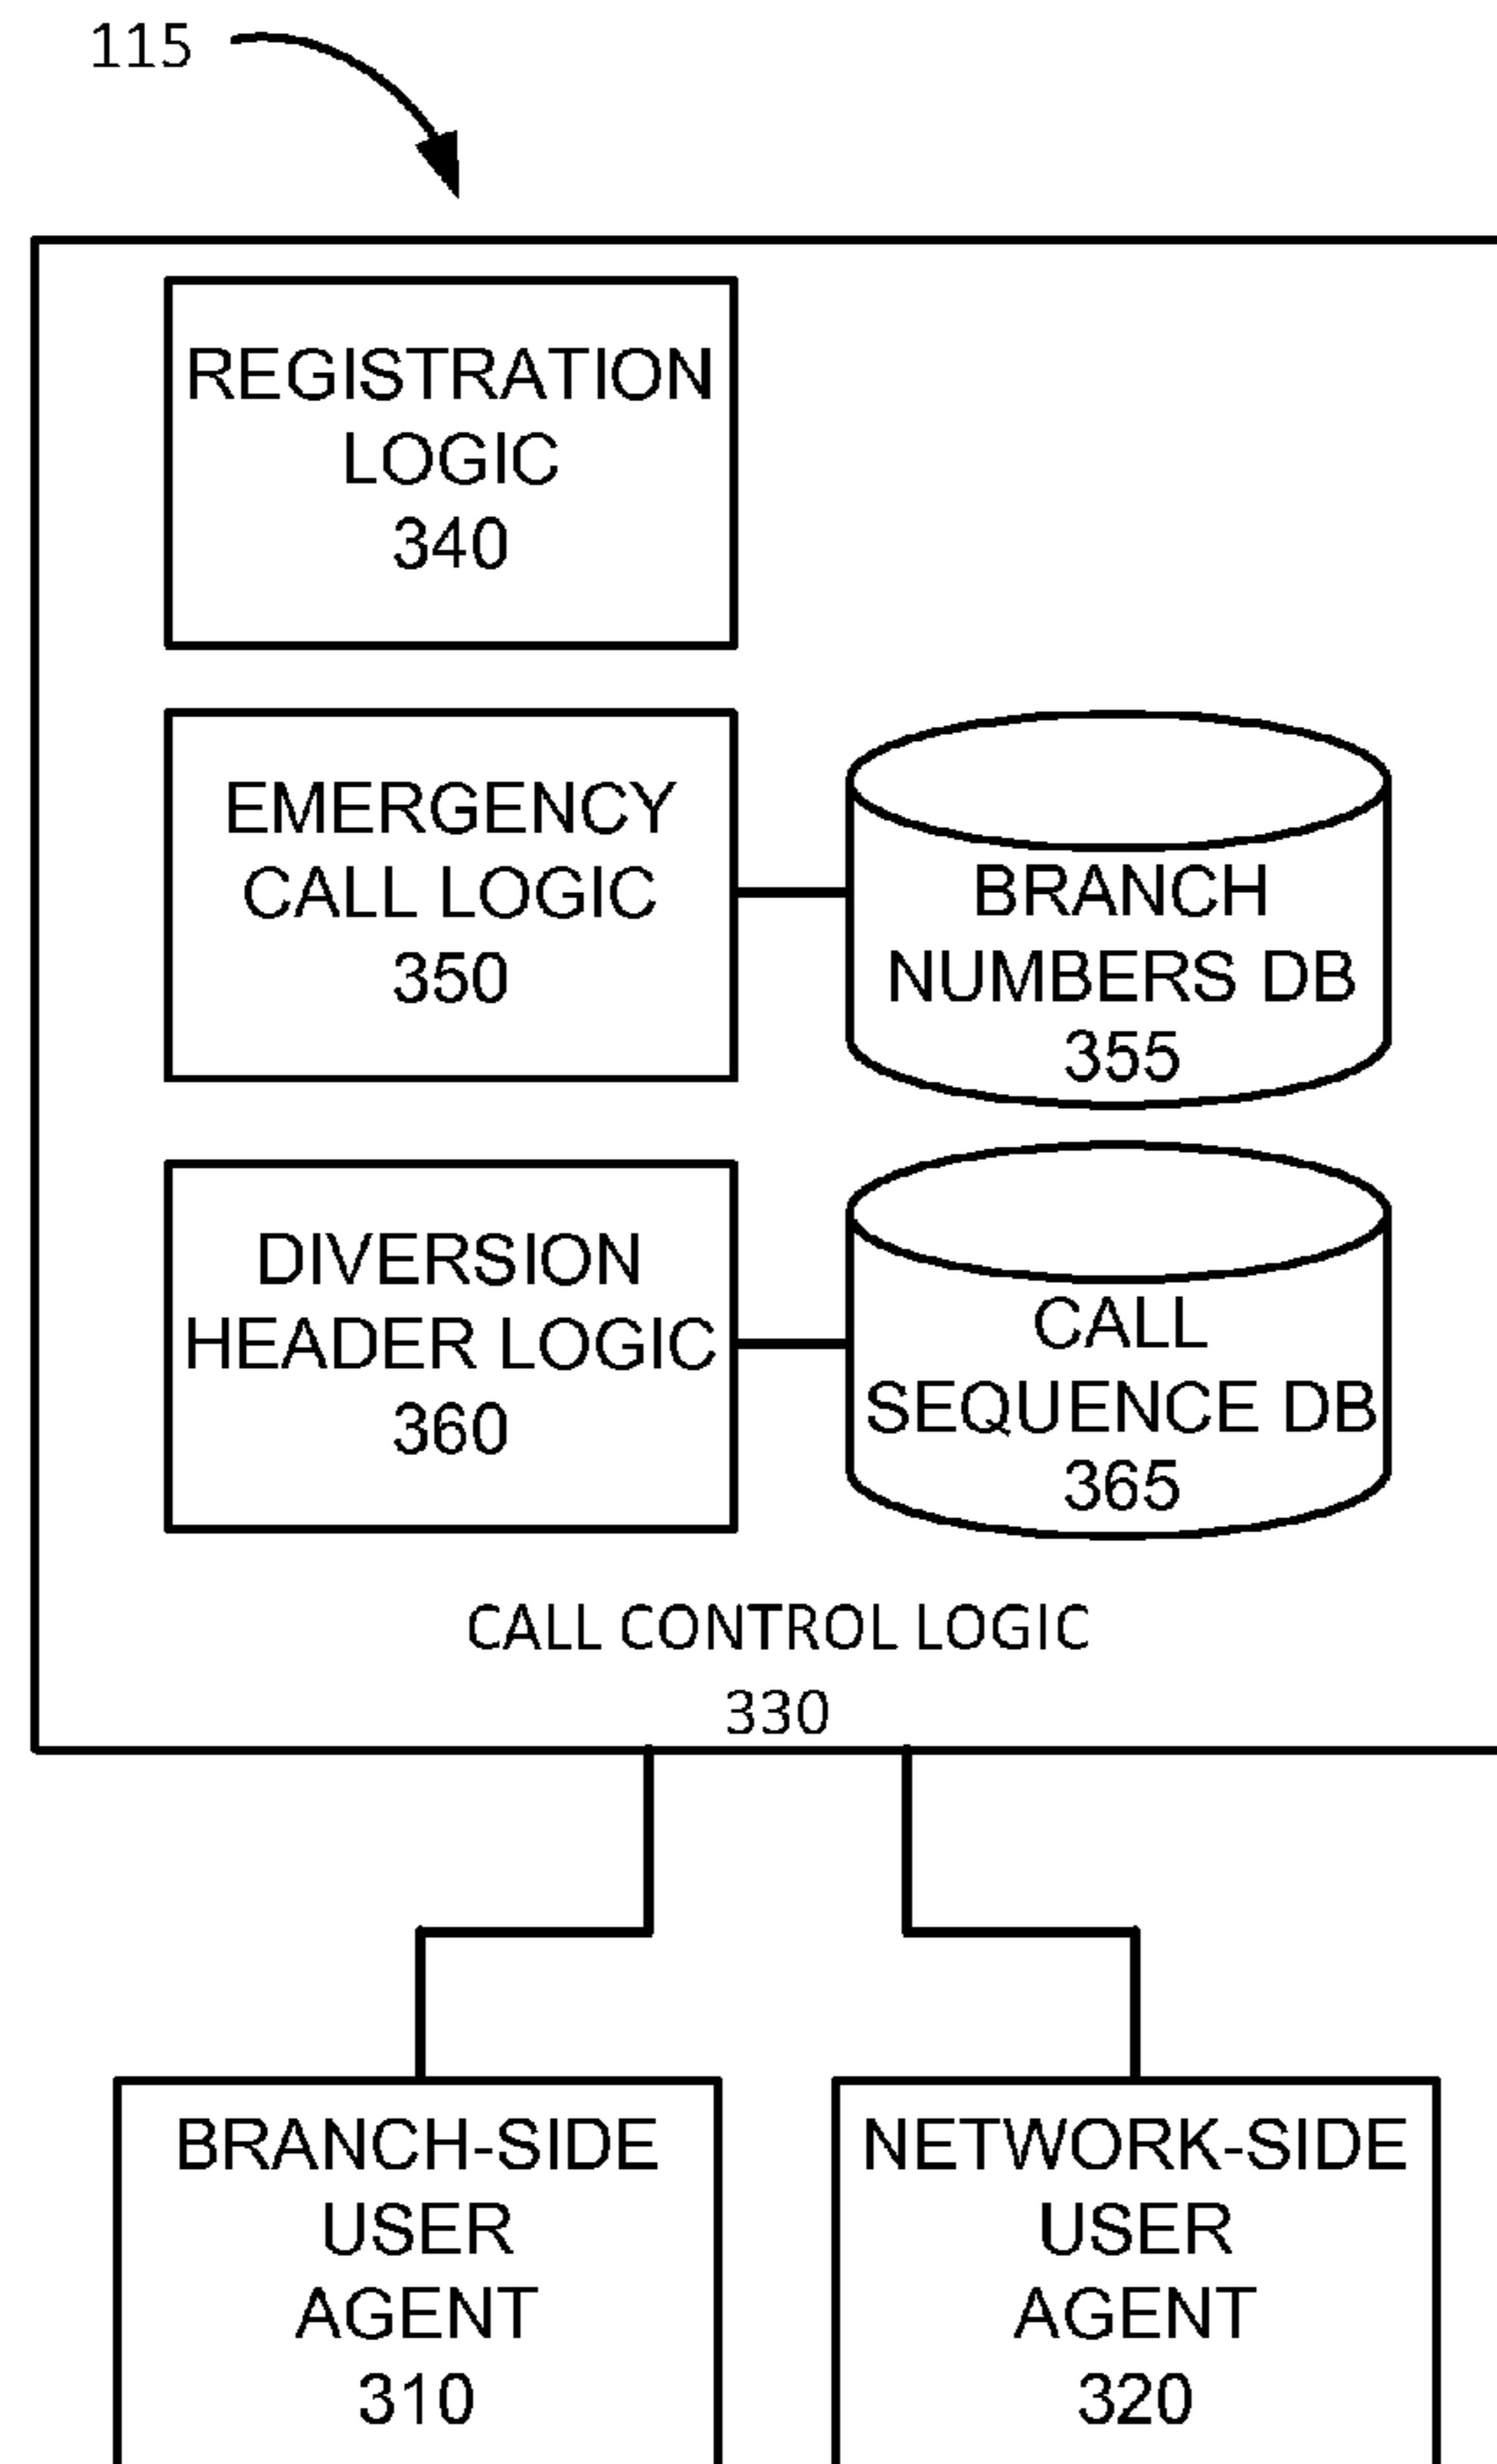 115
REGISTRATION
LOGIC
340
EMERGENCY
CALL LOGIC
350
BRANCH
NUMBERS DB
355
DIVERSION
HEADER LOGIC
360
CALL
SEQUENCE DB
365
CALL CONTROL LOGIC
330
BRANCH-SIDE
USER
AGENT
310
NETWORK-SIDE
USER
AGENT
320